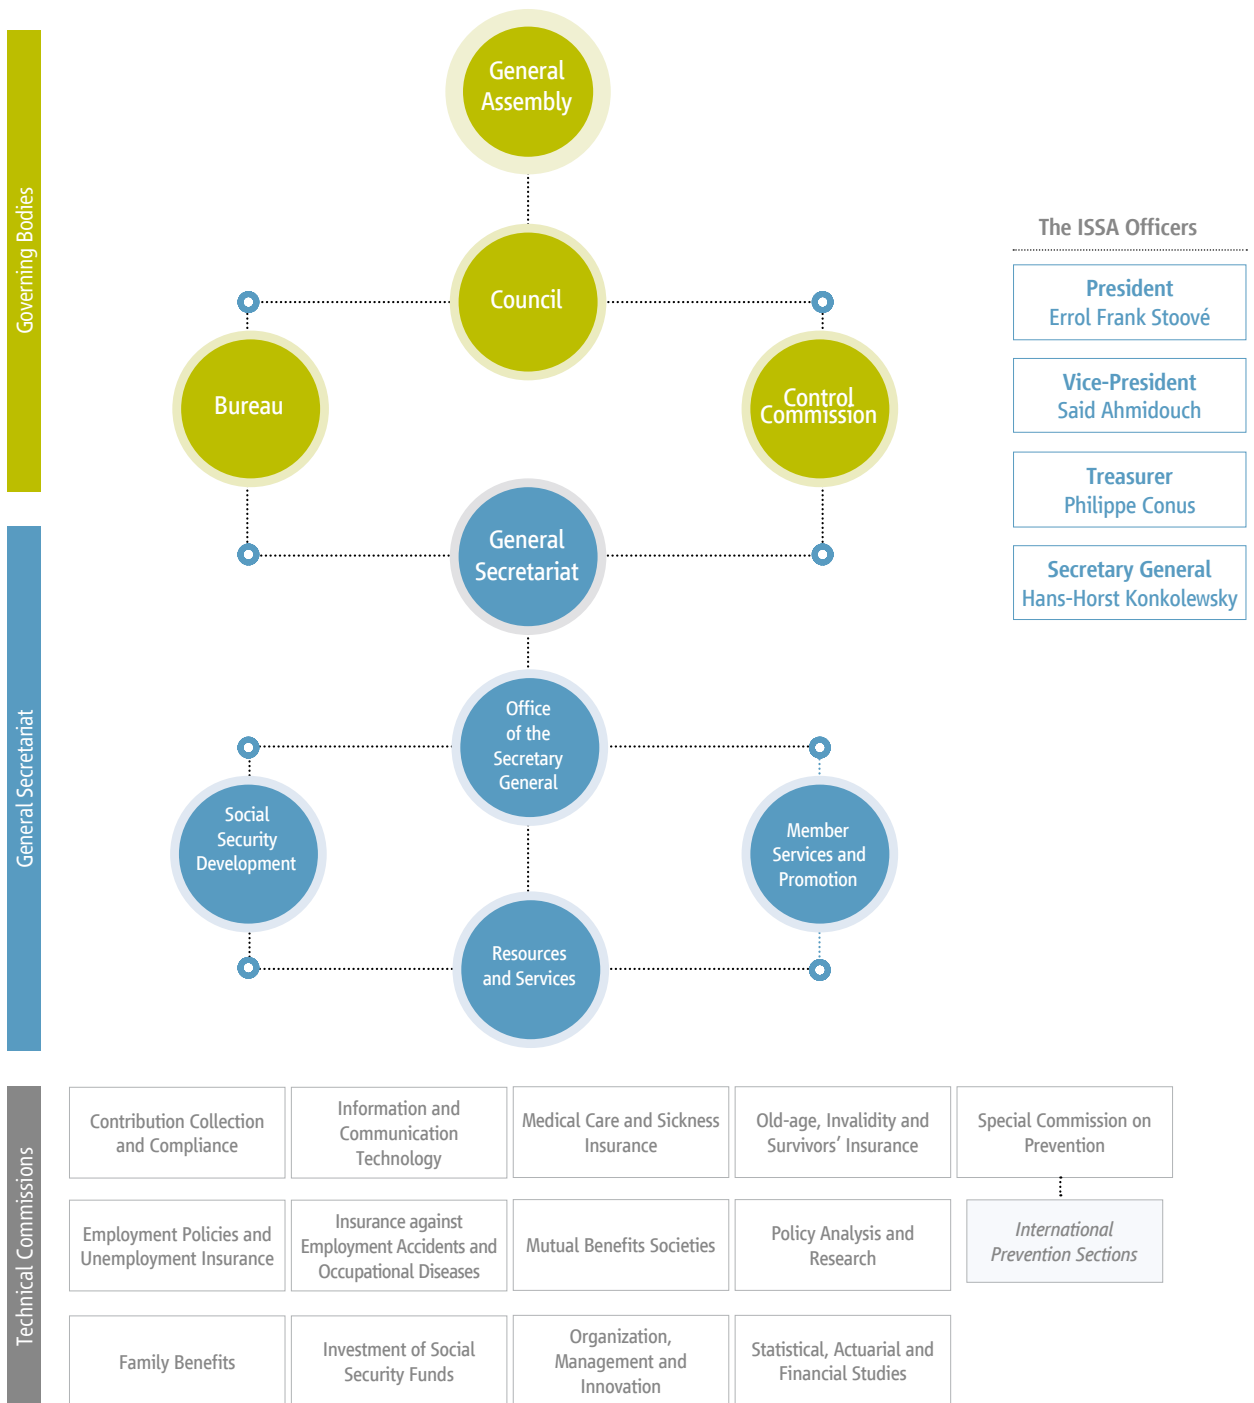 Governing Bodies
General
Assembly
Council
Bureau
Control
Commission
The ISSA Officers
President
Errol Frank Stoové
Vice-President
Said Ahmidouch
Treasurer
Philippe Conus
Secretary General
Hans-Horst Konkolewsky
General Secretariat
General
Secretariat
Office
of the
Secretary
General
Social
Security
Development
Member
Services and
Promotion
Resources
and Services
Technical Commissions
Contribution Collection
and Compliance
Information and
Communication
Technology
Medical Care and Sickness
Insurance
Old-age, Invalidity and
Survivors’ Insurance
Special Commission on
Prevention
Employment Policies and
Unemployment Insurance
Insurance against
Employment Accidents and
Occupational Diseases
Mutual Benefits Societies
Policy Analysis and
Research
International
Prevention Sections
Family Benefits
Investment of Social
Security Funds
Organization,
Management and
Innovation
Statistical, Actuarial and
Financial Studies